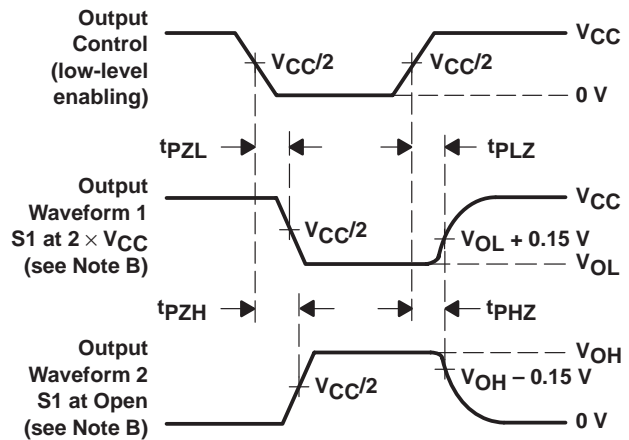 Output
Control
(low-level
enabling)
VCC/2
VCC/2
VCC
0 V
tPZL
tPLZ
Output
Waveform 1
S1 at 2 × VCC
(see Note B)
VCC/2
VCC
VOL + 0.15 V
VOL
tPZH
tPHZ
Output
Waveform 2
S1 at Open
(see Note B)
VCC/2
VOH
VOH − 0.15 V
0 V